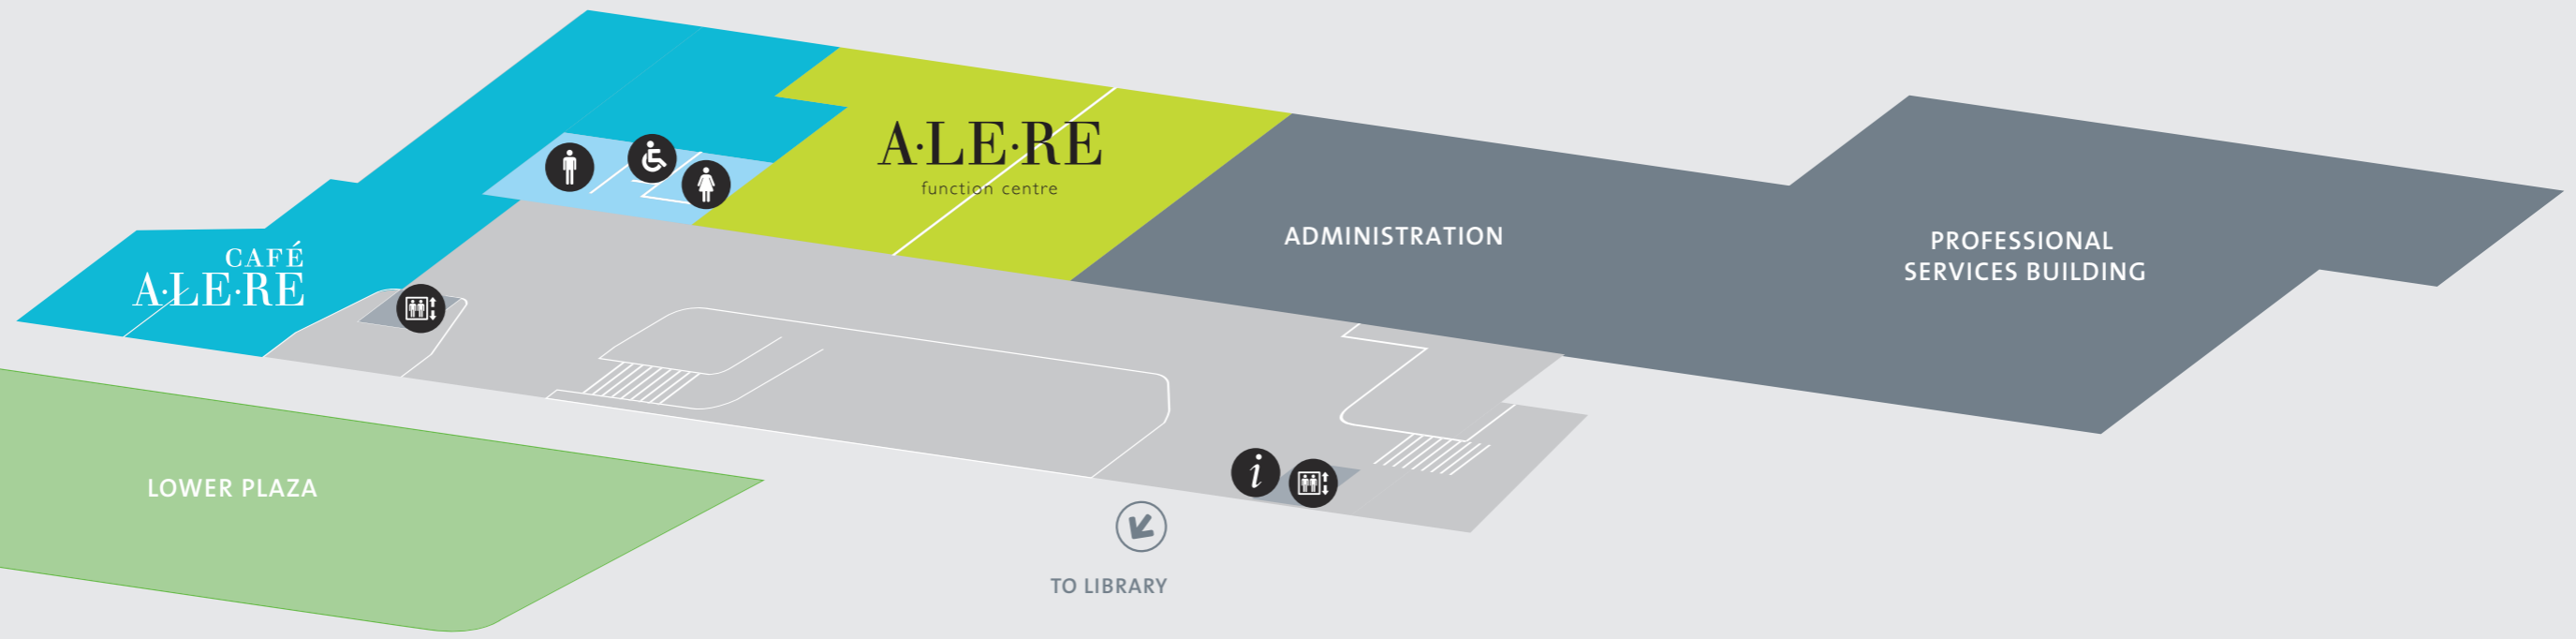 A·LE·RE
function centre
CAFÉ
A·LE·RE
ADMINISTRATION
PROFESSIONAL
SERVICES BUILDING
LOWER PLAZA
i
TO LIBRARY